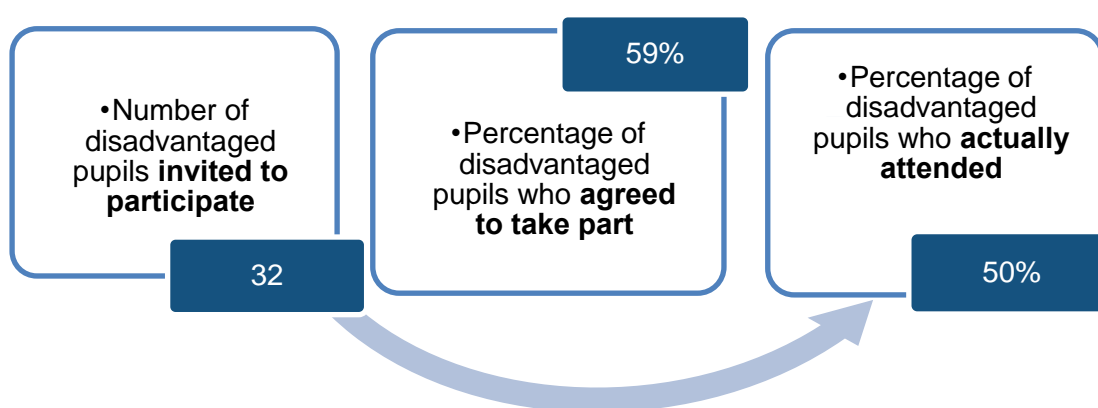 •Number of
disadvantaged
pupils invited to
participate
32
59%
•Percentage of
disadvantaged
pupils who agreed
to take part
•Percentage of
disadvantaged
pupils who actually
attended
50%